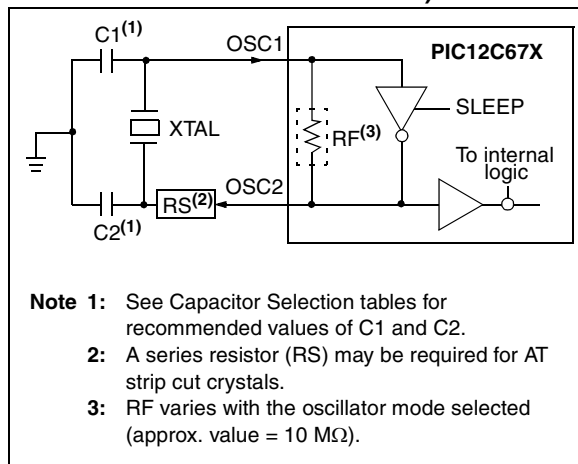 C1(1)
OSC1
PIC12C67X
SLEEP
XTAL
RF(3)
To internal
logic
OSC2
RS(2)
C2(1)
Note 1: See Capacitor Selection tables for
recommended values of C1 and C2.
2: A series resistor (RS) may be required for AT
strip cut crystals.
3: RF varies with the oscillator mode selected
(approx. value = 10 MΩ).